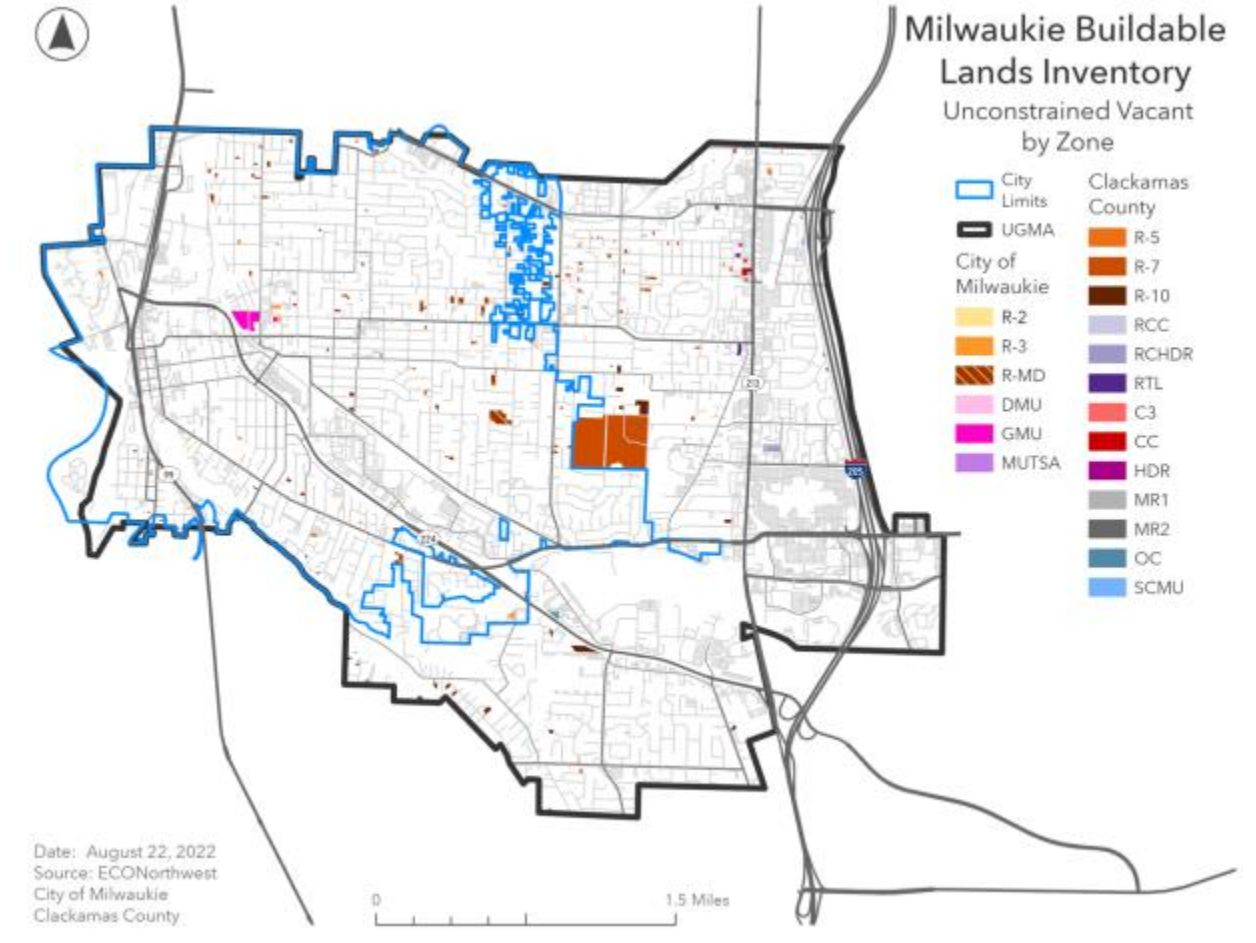 Milwaukie Buildable
Lands Inventory
Unconstrained Vacant
by Zone
City
Limits
UGMA
City of
Milwaukie
R-2
R-3
R-MD
DMU
GMU
MUTSA
Clackamas
County
R-5
R-7
R-10
RCC
RCHDR
RTL
C3
CC
HDR
MR1
MR2
OC
SCMU
213
99
205
224
Date: August 22, 2022
Source: ECONorthwest
City of Milwaukie
Clackamas County
0
1.5 Miles